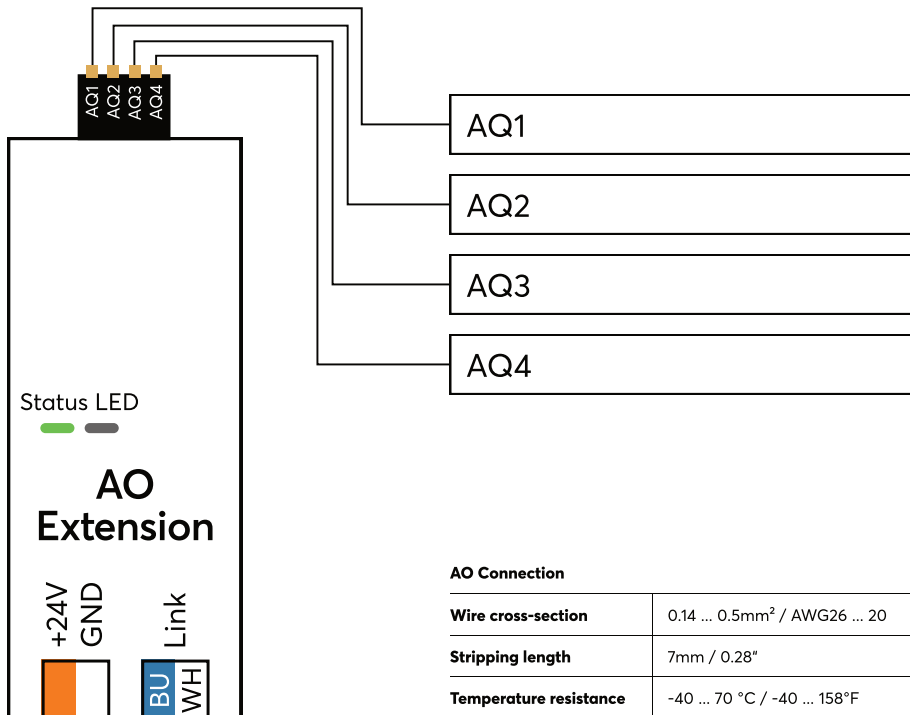 AQ1
AQ2
AQ3
AQ4
AQ1
AQ2
AQ3
AQ4
Status LED
AO
Extension
+24V
GND
Link
BU
WH
AO Connection
Wire cross-section 0.14 ... 0.5mm² / AWG26 ... 20
Stripping length 7mm / 0.28"
Temperature resistance -40 ... 70 °C / -40 ... 158°F